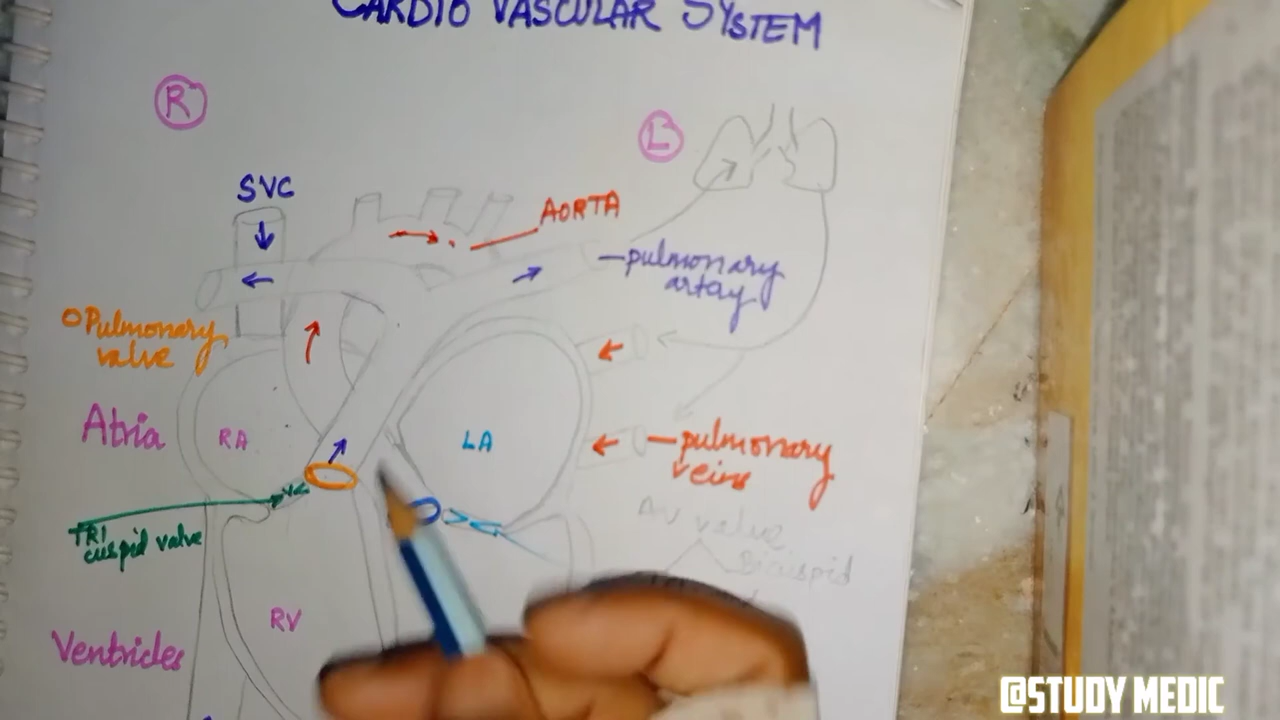 CARDIO VASCULAR SYSTEM
R
L
SVC
AORTA
pulmonary
artay
Pulmonary
valve
Atria
RA
LA
pulmonary
veins
AV valve
Bicuspid
TRI
cuspid valve
RV
Ventricles
@STUDY MEDIC